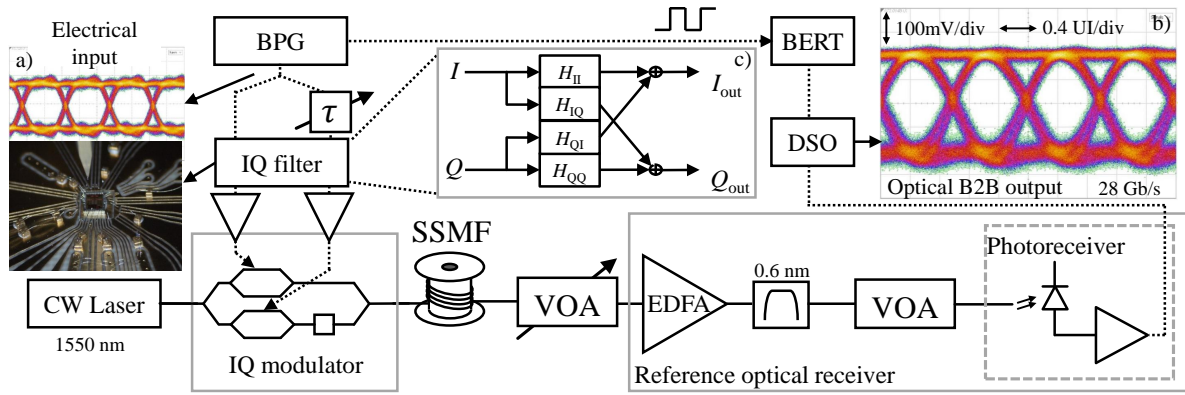 Electrical
input
a)
BPG
τ
IQ filter
c)
I
Q
H_II
H_IQ
H_QI
H_QQ
I_out
Q_out
BERT
DSO
100mV/div
0.4 UI/div
b)
Optical B2B output
28 Gb/s
CW Laser
1550 nm
IQ modulator
SSMF
VOA
EDFA
0.6 nm
VOA
Photoreceiver
Reference optical receiver